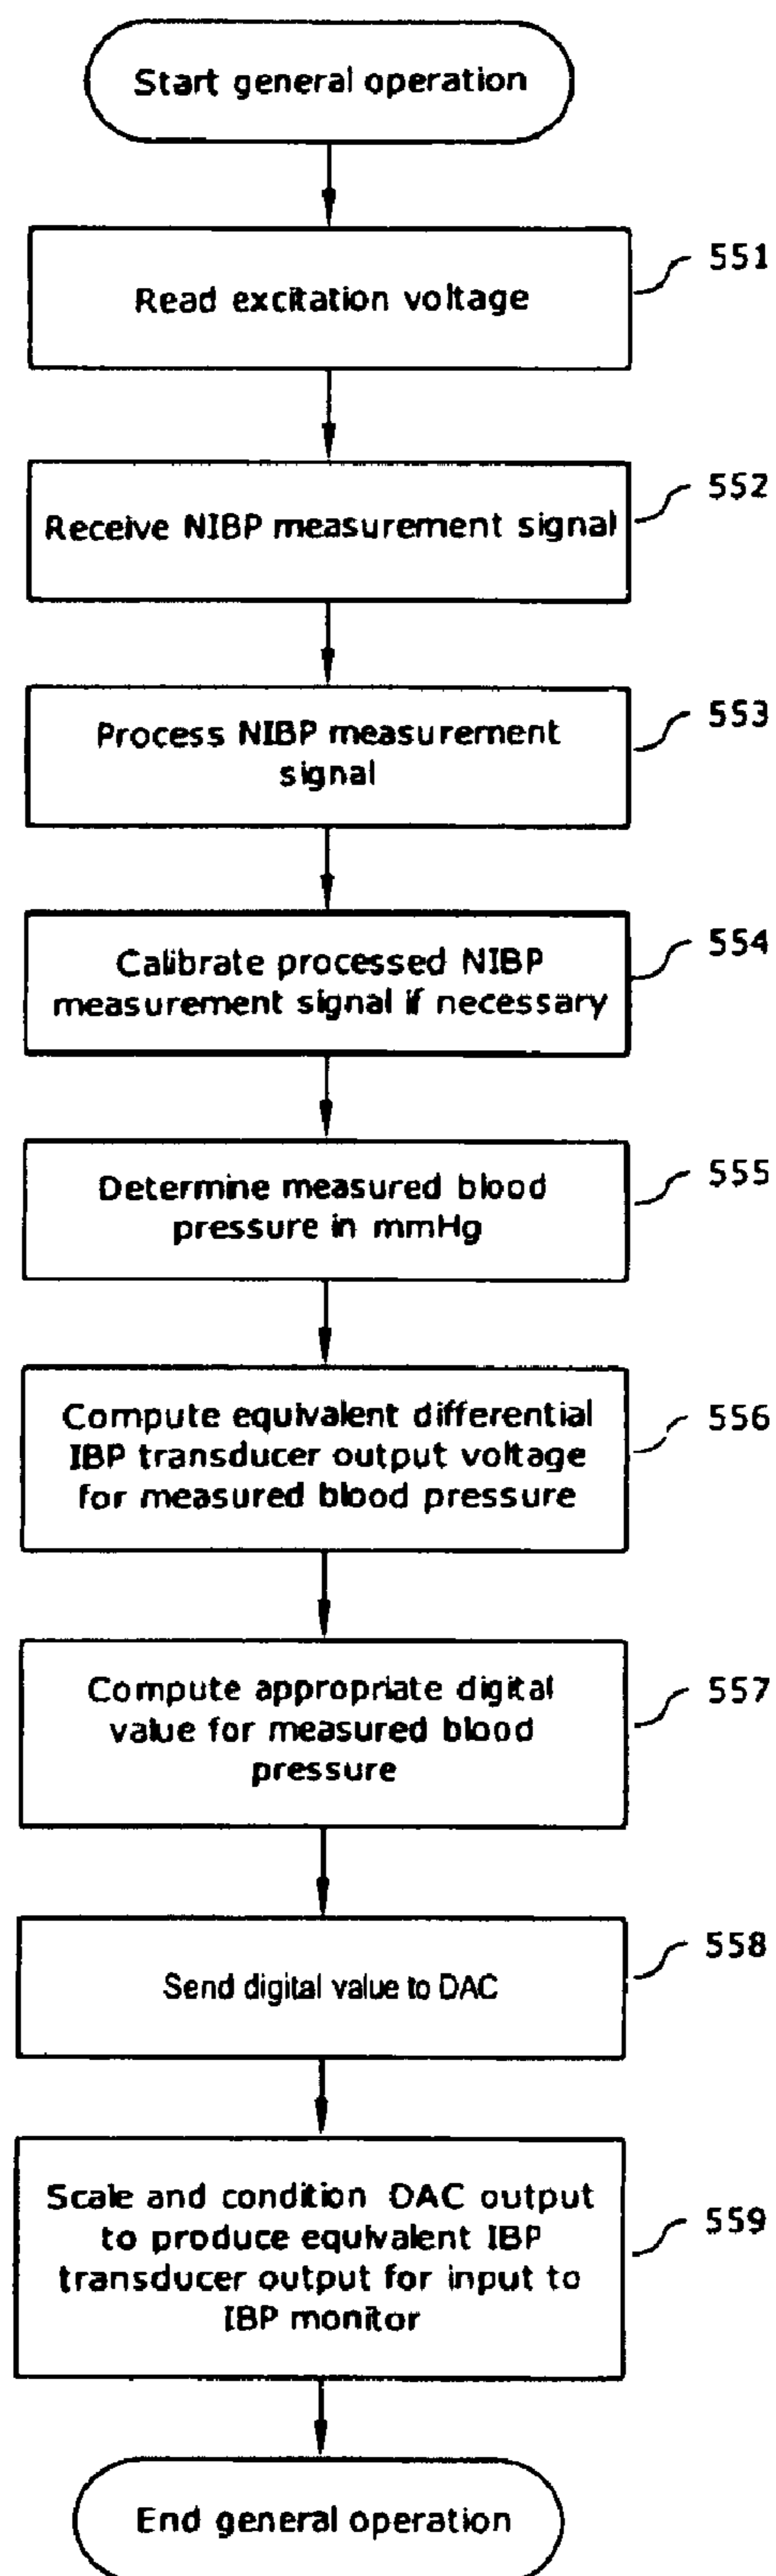 Start general operation
551
Read excitation voltage
552
Receive NIBP measurement signal
553
Process NIBP measurement
signal
554
Calibrate processed NIBP
measurement signal if necessary
555
Determine measured blood
pressure in mmHg
556
Compute equivalent differential
IBP transducer output voltage
for measured blood pressure
557
Compute appropriate digital
value for measured blood
pressure
558
Send digital value to DAC
559
Scale and condition DAC output
to produce equivalent IBP
transducer output for input to
IBP monitor
End general operation